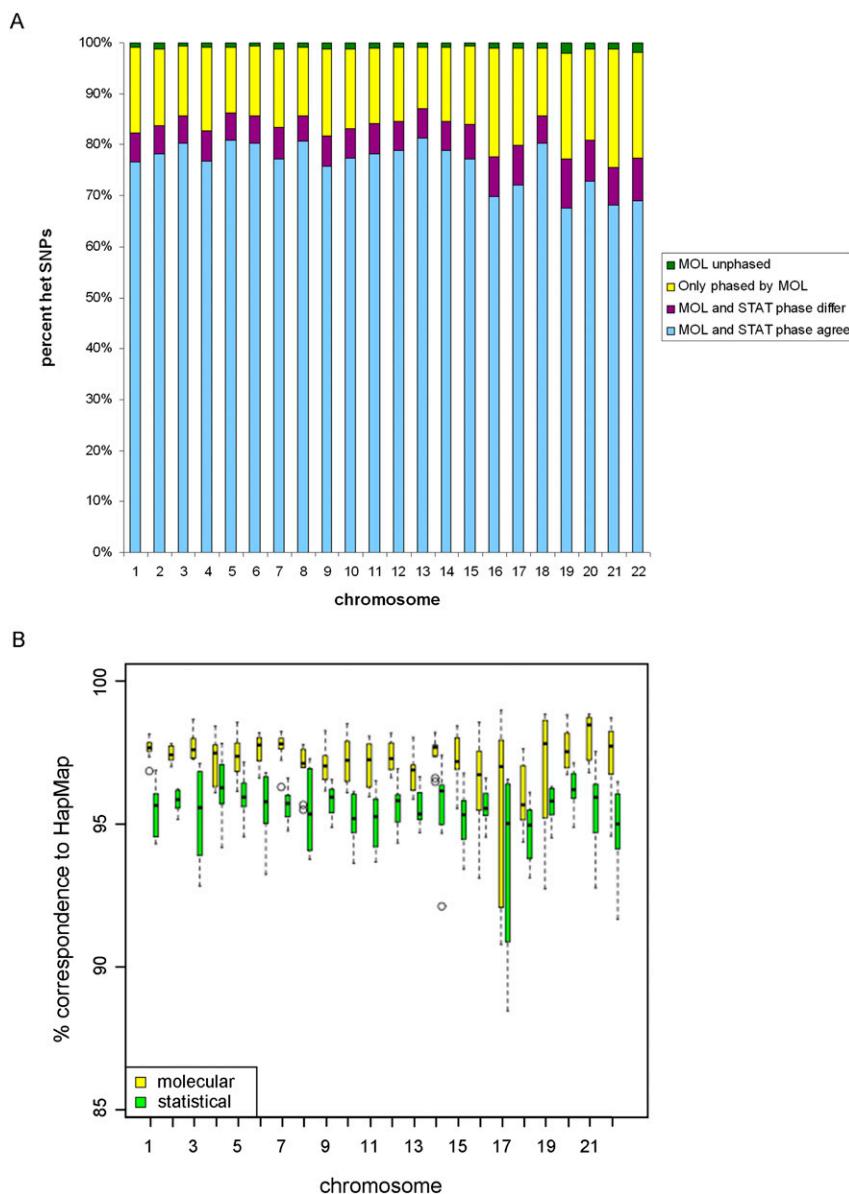 A
100%
90%
80%
70%
60%
50%
40%
30%
20%
10%
0%
percent het SNPs
1 2 3 4 5 6 7 8 9 10 11 12 13 14 15 16 17 18 19 20 21 22
chromosome
MOL unphased
Only phased by MOL
MOL and STAT phase differ
MOL and STAT phase agree
B
100
95
90
85
% correspondence to HapMap
molecular
statistical
1 3 5 7 9 11 13 15 17 19 21
chromosome